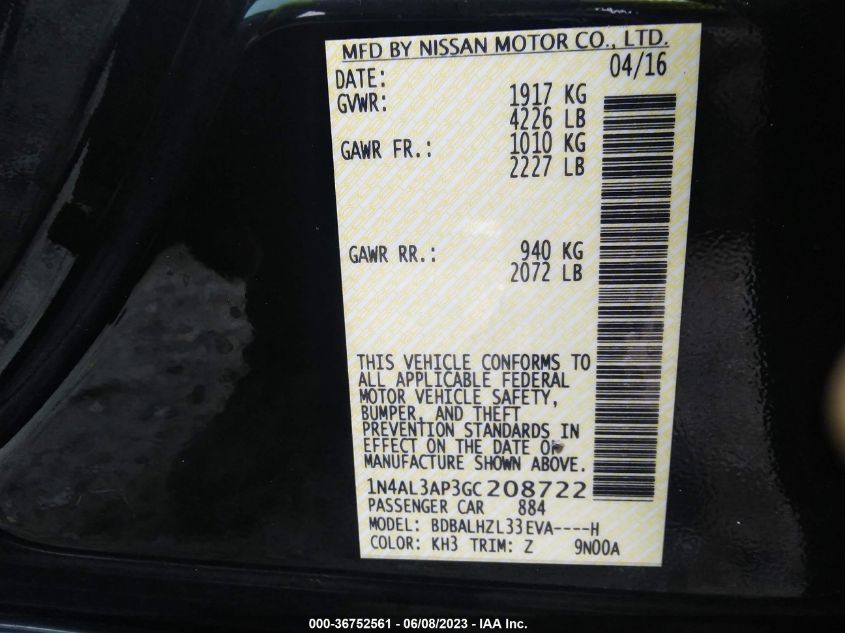 MFD BY NISSAN MOTOR CO., LTD.
DATE: 04/16
GVWR: 1917 KG
4226 LB
GAWR FR.: 1010 KG
2227 LB
GAWR RR.: 940 KG
2072 LB
THIS VEHICLE CONFORMS TO
ALL APPLICABLE FEDERAL
MOTOR VEHICLE SAFETY,
BUMPER, AND THEFT
PREVENTION STANDARDS IN
EFFECT ON THE DATE OF
MANUFACTURE SHOWN ABOVE.
1N4AL3AP3GC208722
PASSENGER CAR 884
MODEL: BDBALHZL33EVA----H
COLOR: KH3 TRIM: Z 9N00A
000-36752561 - 06/08/2023 - IAA Inc.